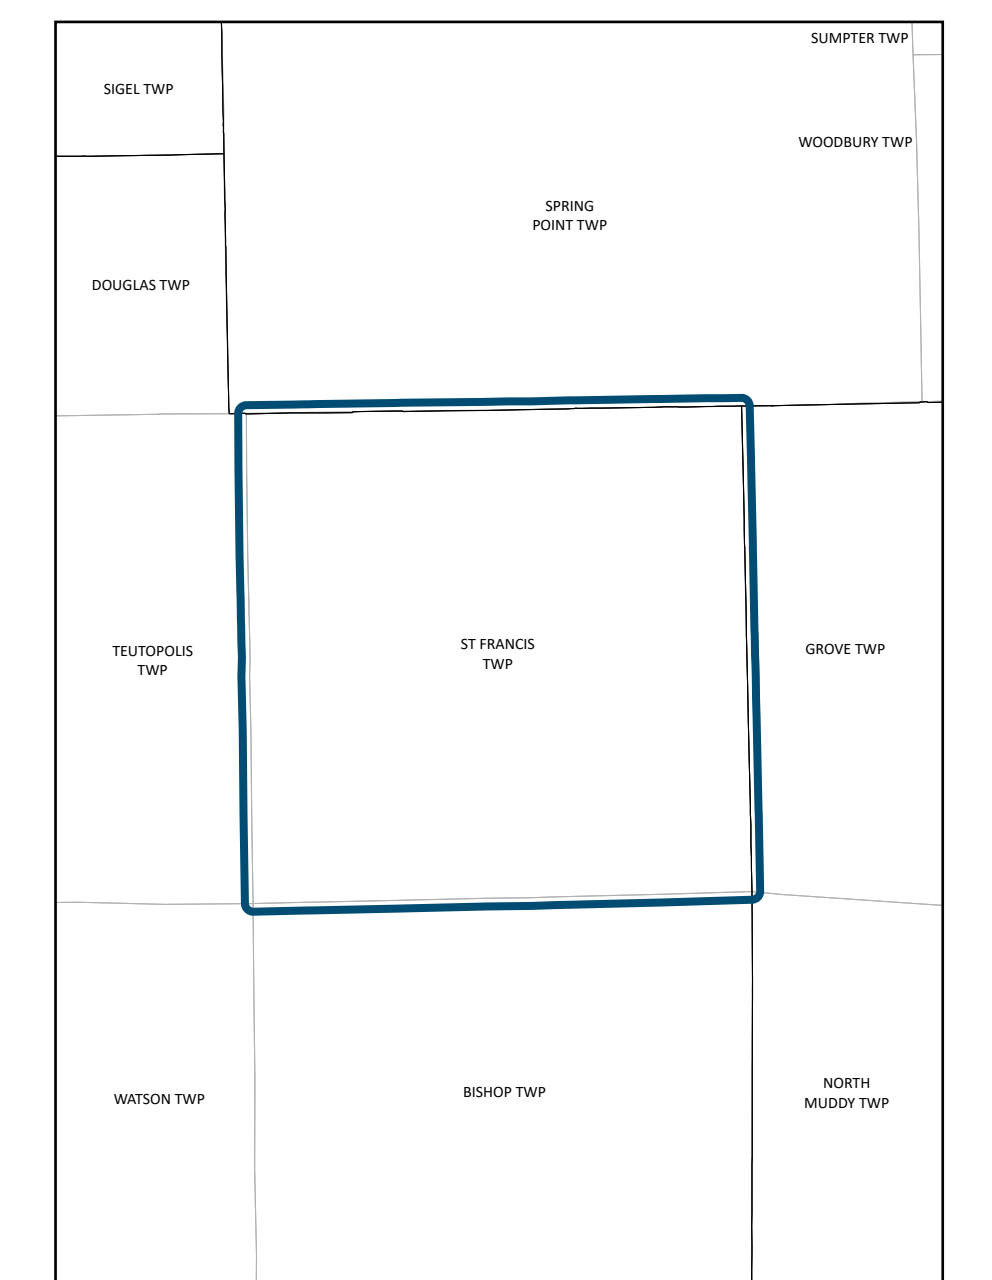 SUMPTER TWP
SIGEL TWP
WOODBURY TWP
SPRING
POINT TWP
DOUGLAS TWP
TEUTOPOLIS
TWP
ST FRANCIS
TWP
GROVE TWP
WATSON TWP
BISHOP TWP
NORTH
MUDDY TWP